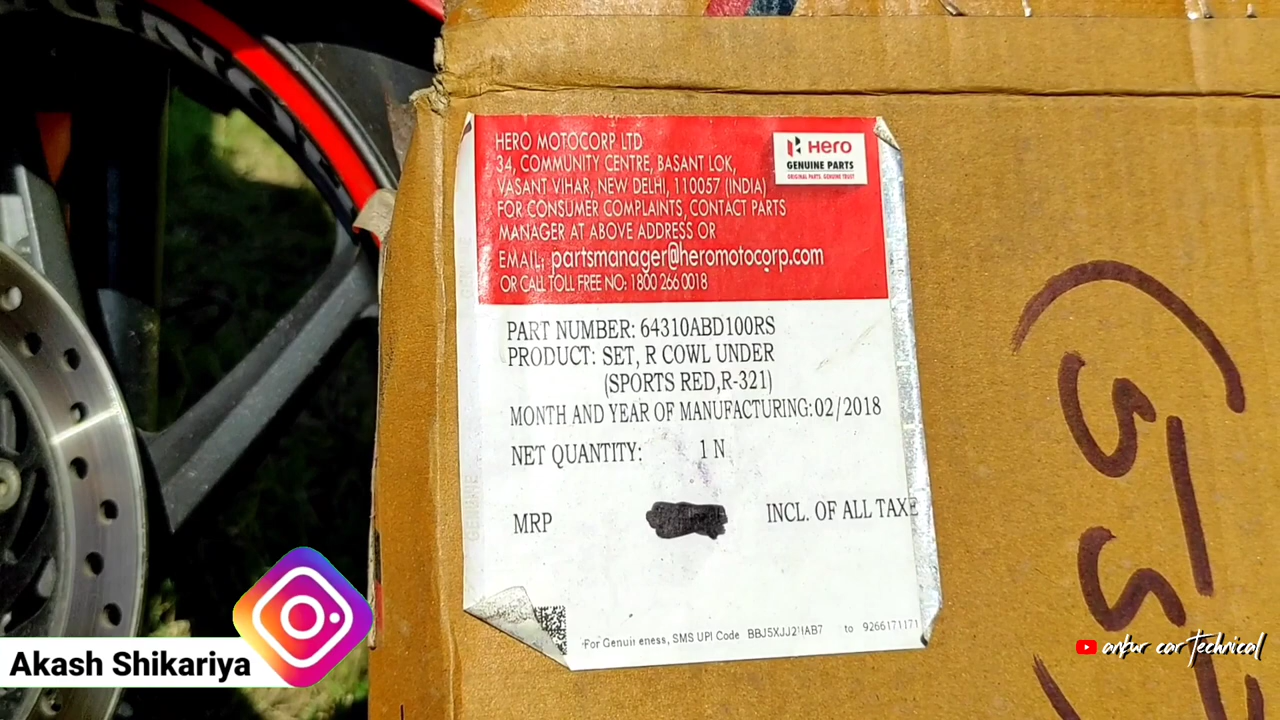 HERO MOTOCORP LTD
34, COMMUNITY CENTRE, BASANT LOK,
VASANT VIHAR, NEW DELHI, 110057 (INDIA)
FOR CONSUMER COMPLAINTS, CONTACT PARTS
MANAGER AT ABOVE ADDRESS OR
EMAIL: partsmanager@heromotocorp.com
OR CALL TOLL FREE NO: 1800 266 0018
Hero
GENUINE PARTS
ORIGINAL PARTS. GENUINE TRUST
PART NUMBER: 64310ABD100RS
PRODUCT: SET, R COWL UNDER
(SPORTS RED,R-321)
MONTH AND YEAR OF MANUFACTURING:02/2018
NET QUANTITY: 1 N
MRP INCL. OF ALL TAXE
For Genuineness, SMS UPI Code to 9266171171
Akash Shikariya
ankur car Technical